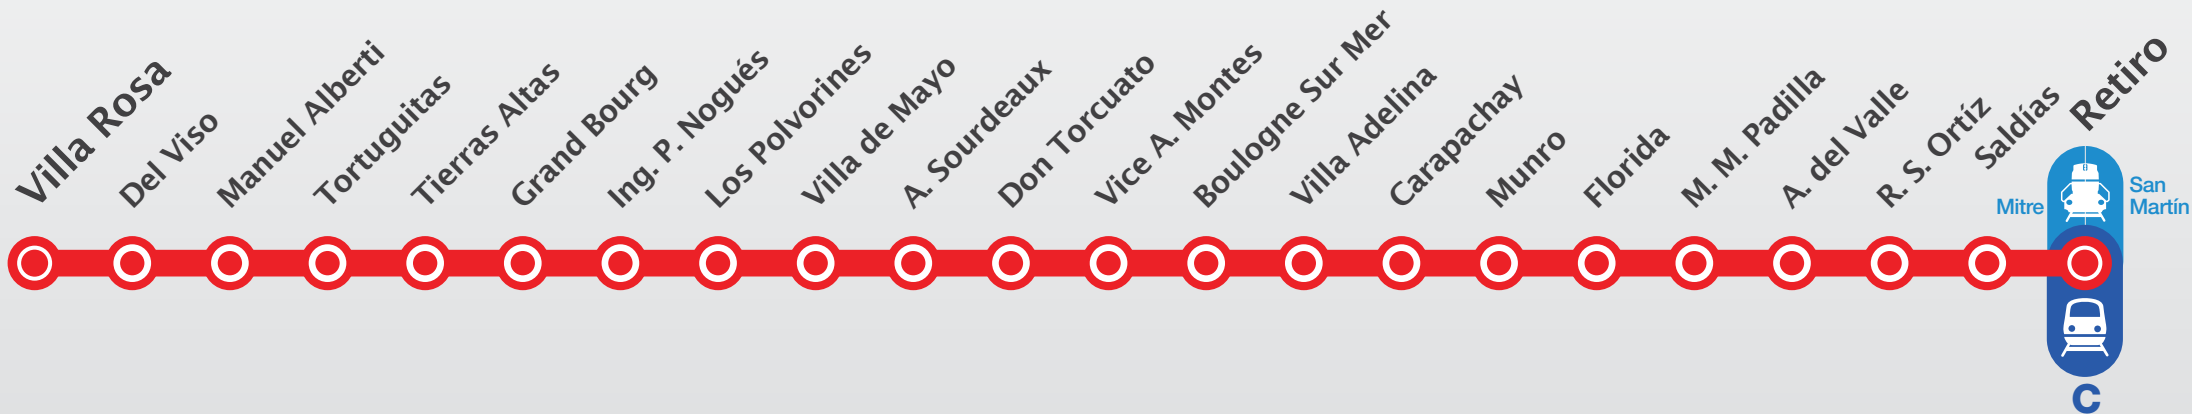 Villa Rosa
Del Viso
Manuel Alberti
Tortuguitas
Tierras Altas
Grand Bourg
Ing. P. Nogués
Los Polvorines
Villa de Mayo
A. Sourdeaux
Don Torcuato
Vice A. Montes
Boulogne Sur Mer
Villa Adelina
Carapachay
Munro
Florida
M. M. Padilla
A. del Valle
R. S. Ortíz
Saldías
Retiro
Mitre
San
Martín
C